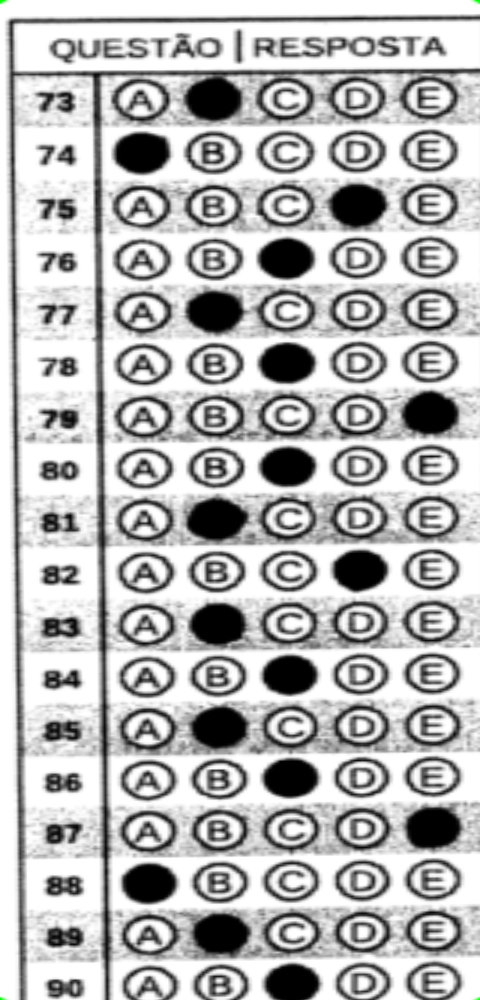 QUESTÃO | RESPOSTA
73 A C D E
74 B C D E
75 A B C E
76 A B D E
77 A C D E
78 A B D E
79 A B C D
80 A B D E
81 A C D E
82 A B C E
83 A C D E
84 A B D E
85 A C D E
86 A B D E
87 A B C D
88 B C D E
89 A C D E
90 A B D E